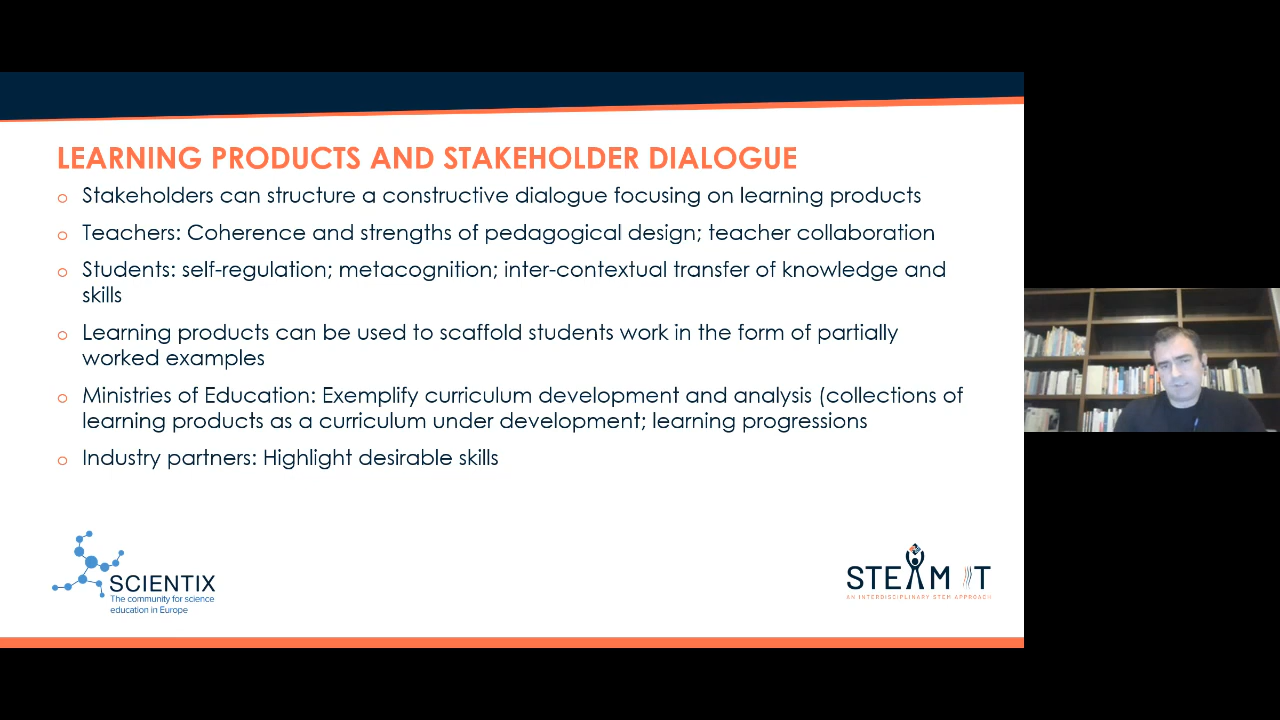 LEARNING PRODUCTS AND STAKEHOLDER DIALOGUE
o Stakeholders can structure a constructive dialogue focusing on learning products
o Teachers: Coherence and strengths of pedagogical design; teacher collaboration
o Students: self-regulation; metacognition; inter-contextual transfer of knowledge and
skills
o Learning products can be used to scaffold students work in the form of partially
worked examples
o Ministries of Education: Exemplify curriculum development and analysis (collections of
learning products as a curriculum under development; learning progressions
o Industry partners: Highlight desirable skills
SCIENTIX
The community for science
education in Europe
STEAM IT
AN INTERDISCIPLINARY STEM APPROACH